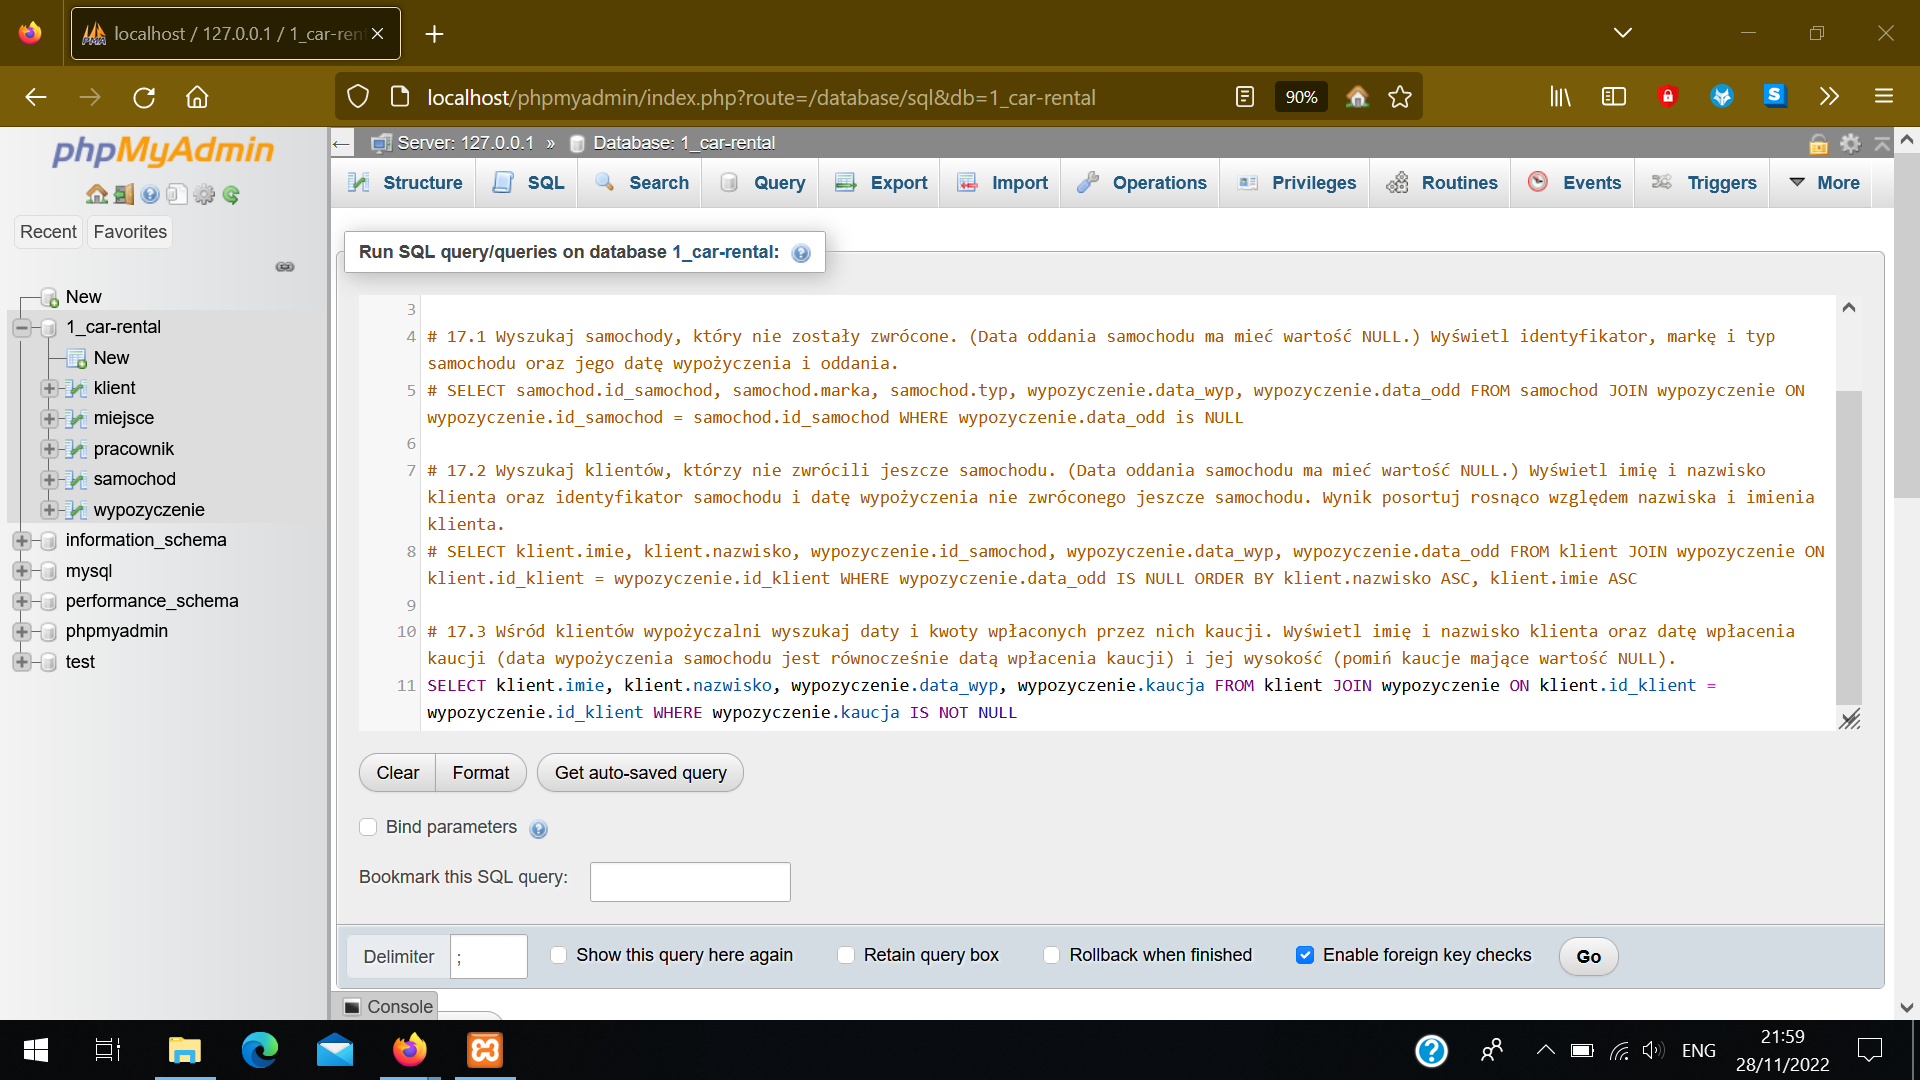 localhost / 127.0.0.1 / 1_car-ren
localhost/phpmyadmin/index.php?route=/database/sql&db=1_car-rental
90%
phpMyAdmin
Recent
Favorites
New
1_car-rental
New
klient
miejsce
pracownik
samochod
wypozyczenie
information_schema
mysql
performance_schema
phpmyadmin
test
Server: 127.0.0.1 » Database: 1_car-rental
Structure SQL Search Query Export Import Operations Privileges Routines Events Triggers More
Run SQL query/queries on database 1_car-rental:
3
4 # 17.1 Wyszukaj samochody, który nie zostały zwrócone. (Data oddania samochodu ma mieć wartość NULL.) Wyświetl identyfikator, markę i typ
samochodu oraz jego datę wypożyczenia i oddania.
5 # SELECT samochod.id_samochod, samochod.marka, samochod.typ, wypozyczenie.data_wyp, wypozyczenie.data_odd FROM samochod JOIN wypozyczenie ON
wypozyczenie.id_samochod = samochod.id_samochod WHERE wypozyczenie.data_odd is NULL
6
7 # 17.2 Wyszukaj klientów, którzy nie zwrócili jeszcze samochodu. (Data oddania samochodu ma mieć wartość NULL.) Wyświetl imię i nazwisko
klienta oraz identyfikator samochodu i datę wypożyczenia nie zwróconego jeszcze samochodu. Wynik posortuj rosnąco względem nazwiska i imienia
klienta.
8 # SELECT klient.imie, klient.nazwisko, wypozyczenie.id_samochod, wypozyczenie.data_wyp, wypozyczenie.data_odd FROM klient JOIN wypozyczenie ON
klient.id_klient = wypozyczenie.id_klient WHERE wypozyczenie.data_odd IS NULL ORDER BY klient.nazwisko ASC, klient.imie ASC
9
10 # 17.3 Wśród klientów wypożyczalni wyszukaj daty i kwoty wpłaconych przez nich kaucji. Wyświetl imię i nazwisko klienta oraz datę wpłacenia
kaucji (data wypożyczenia samochodu jest równocześnie datą wpłacenia kaucji) i jej wysokość (pomiń kaucje mające wartość NULL).
11 SELECT klient.imie, klient.nazwisko, wypozyczenie.data_wyp, wypozyczenie.kaucja FROM klient JOIN wypozyczenie ON klient.id_klient =
wypozyczenie.id_klient WHERE wypozyczenie.kaucja IS NOT NULL
Clear Format Get auto-saved query
Bind parameters
Bookmark this SQL query:
Delimiter ; Show this query here again Retain query box Rollback when finished Enable foreign key checks Go
Console
ENG
21:59
28/11/2022